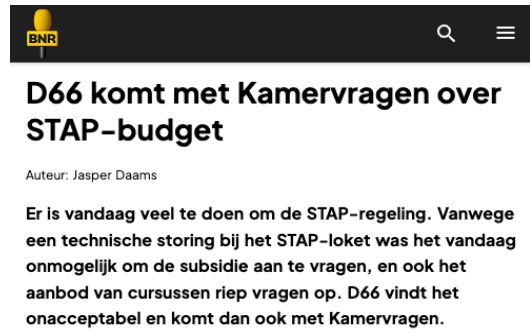 BNR
D66 komt met Kamervragen over
STAP-budget
Auteur: Jasper Daams
Er is vandaag veel te doen om de STAP-regeling. Vanwege
een technische storing bij het STAP-loket was het vandaag
onmogelijk om de subsidie aan te vragen, en ook het
aanbod van cursussen riep vragen op. D66 vindt het
onacceptabel en komt dan ook met Kamervragen.